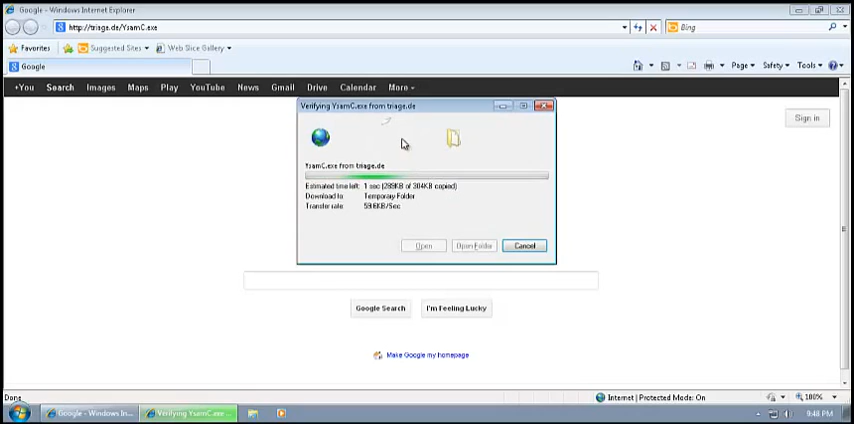 Google - Windows Internet Explorer
http://triage.de/YsamC.exe
Bing
Favorites Suggested Sites Web Slice Gallery
Google
Page Safety Tools
+You Search Images Maps Play YouTube News Gmail Drive Calendar More
Sign in
Verifying YsamC.exe from triage.de
YsamC.exe from triage.de
Estimated time left: 1 sec (289KB of 304KB copied)
Download to: Temporary Folder
Transfer rate: 59.6KB/Sec
Open Open Folder Cancel
Google Search I'm Feeling Lucky
Make Google my homepage
Done Internet | Protected Mode: On 100%
Google - Windows In... Verifying YsamC.exe ... 9:48 PM